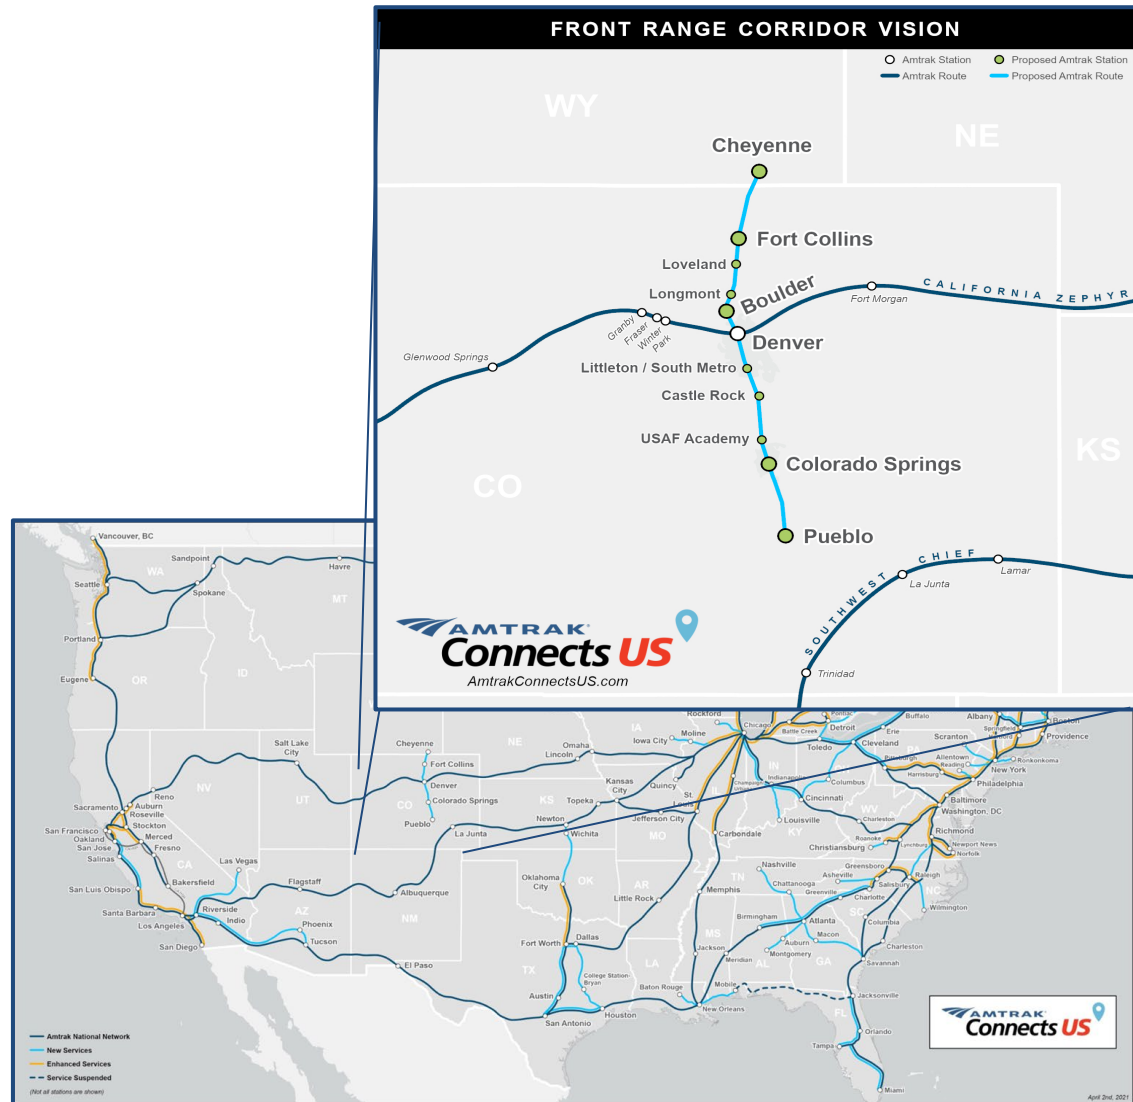 FRONT RANGE CORRIDOR VISION
Amtrak Station
Proposed Amtrak Station
Amtrak Route
Proposed Amtrak Route
WY
NE
Cheyenne
Fort Collins
Loveland
Longmont
Boulder
CALIFORNIA ZEPHYR
Fort Morgan
Granby
Fraser
Winter
Park
Denver
Glenwood Springs
Littleton / South Metro
Castle Rock
USAF Academy
KS
Colorado Springs
CO
Pueblo
SOUTHWEST CHIEF
Lamar
La Junta
Trinidad
AMTRAK
Connects US
AmtrakConnectsUS.com
Vancouver, BC
Sandpoint
Havre
WA
Seattle
Spokane
MT
Portland
OR
ID
Eugene
Rockford
Chicago
Pontiac
Buffalo
Albany
Boston
Moline
Battle Creek
Detroit
Erie
Springfield
Iowa City
IA
Toledo
Cleveland
Scranton
Providence
Salt Lake
City
Cheyenne
NE
Omaha
Lincoln
PA
Allentown
Reading
Ronkonkoma
New York
Fort Collins
IN
Indianapolis
Columbus
Pittsburgh
Harrisburg
Philadelphia
Reno
NV
UT
Denver
Kansas
City
Quincy
Cincinnati
Baltimore
Washington, DC
Sacramento
Auburn
Roseville
CO
Colorado Springs
KS
Topeka
St.
Louis
Jefferson City
WV
Charleston
Stockton
San Francisco
Oakland
San Jose
Salinas
Merced
Fresno
Pueblo
La Junta
Newton
Wichita
MO
Carbondale
Louisville
KY
Richmond
Roanoke
Lynchburg
Christiansburg
Newport News
Norfolk
CA
Las Vegas
Bakersfield
Flagstaff
Albuquerque
Oklahoma
City
OK
AR
Little Rock
Nashville
TN
Chattanooga
Greensboro
Asheville
Greenville
Salisbury
Raleigh
San Luis Obispo
Memphis
Charlotte
NC
Wilmington
Santa Barbara
Los Angeles
Riverside
Indio
AZ
Phoenix
NM
Birmingham
Atlanta
SC
Columbia
San Diego
Tucson
Fort Worth
Dallas
MS
Jackson
Meridian
AL
Auburn
Montgomery
Macon
GA
Charleston
Savannah
El Paso
TX
College Station-
Bryan
LA
Baton Rouge
Mobile
Austin
Houston
New Orleans
Jacksonville
San Antonio
FL
Orlando
Tampa
Miami
AMTRAK
Connects US
Amtrak National Network
New Services
Enhanced Services
Service Suspended
(Not all stations are shown)
April 2nd, 2021